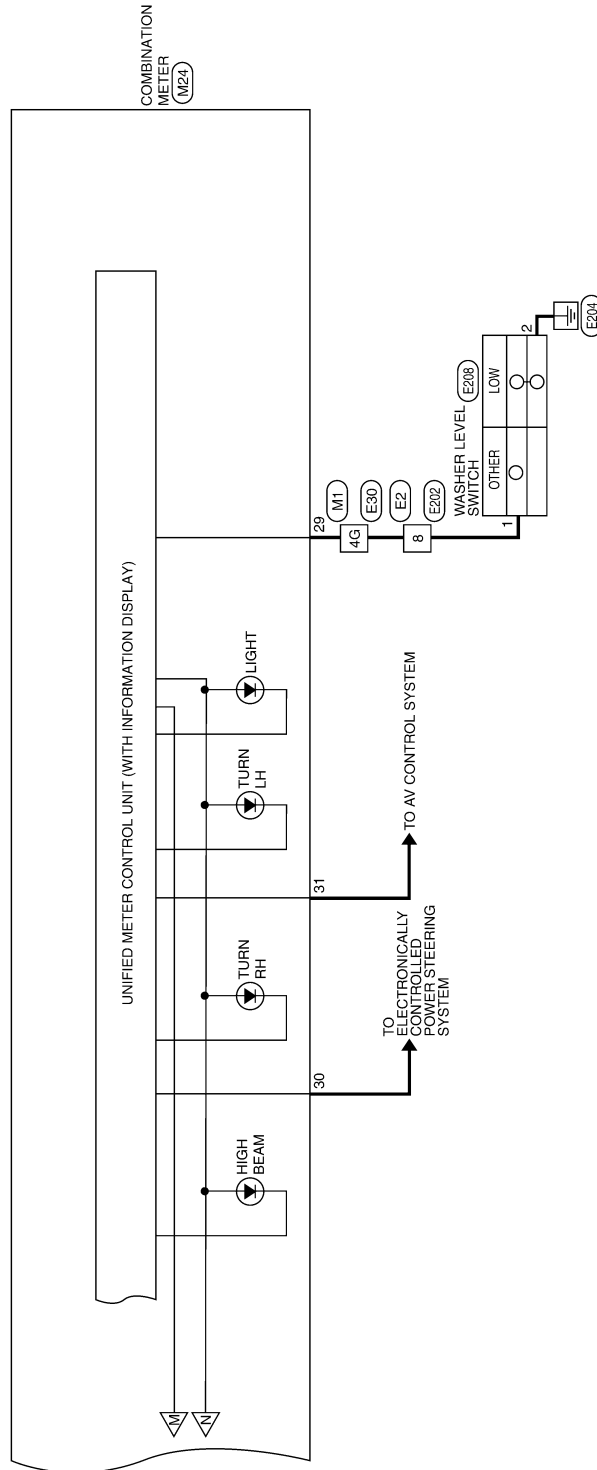 COMBINATION
METER
M24
UNIFIED METER CONTROL UNIT (WITH INFORMATION DISPLAY)
M
N
HIGH
BEAM
TURN
RH
TURN
LH
LIGHT
30
31
29
TO
ELECTRONICALLY
CONTROLLED
POWER STEERING
SYSTEM
TO AV CONTROL SYSTEM
4G
M1
E30
8
E2
E202
WASHER LEVEL
SWITCH
E208
OTHER
LOW
1
2
E204